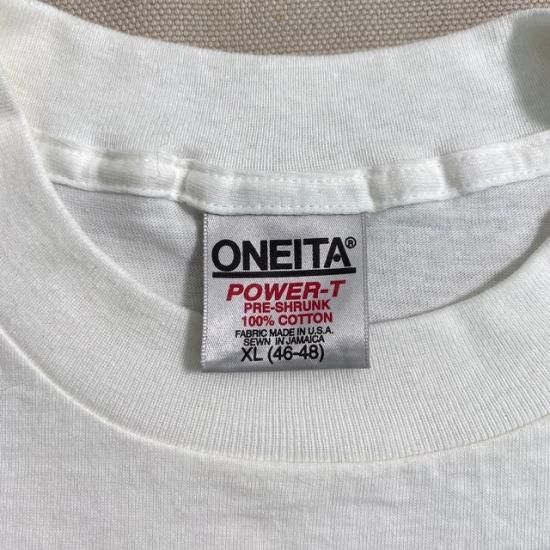 ONEITA®
POWER-T
PRE-SHRUNK
100% COTTON
FABRIC MADE IN U.S.A.
SEWN IN JAMAICA
XL (46-48)